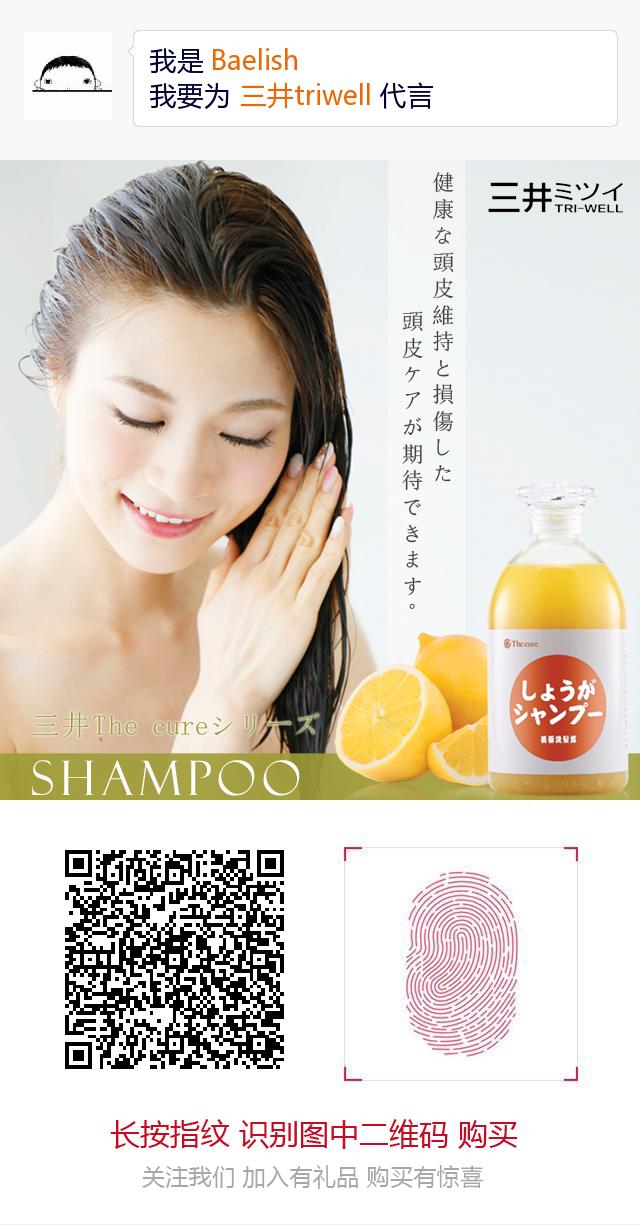 我是 Baelish
我要为 三井triwell 代言
三井ミツイ
TRI-WELL
健康な頭皮維持と損傷した
頭皮ケアが期待できます。
The cure
しょうが
シャンプー
姜薑洗髪露
三井The cureシリーズ
SHAMPOO
长按指纹 识别图中二维码 购买
关注我们 加入有礼品 购买有惊喜